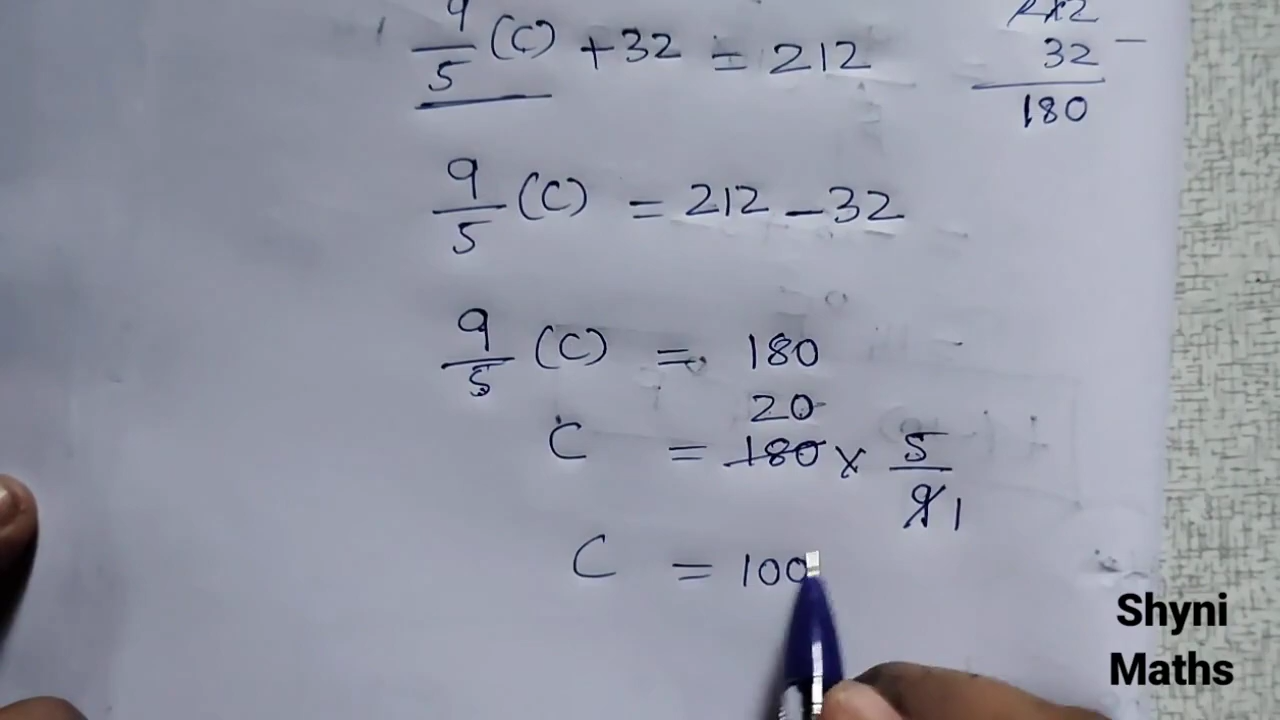 9/5 (C) + 32 = 212
32 -
180
9/5 (C) = 212 - 32
9/5 (C) = 180
20
C = 180 x 5/9 1
C = 100
Shyni
Maths